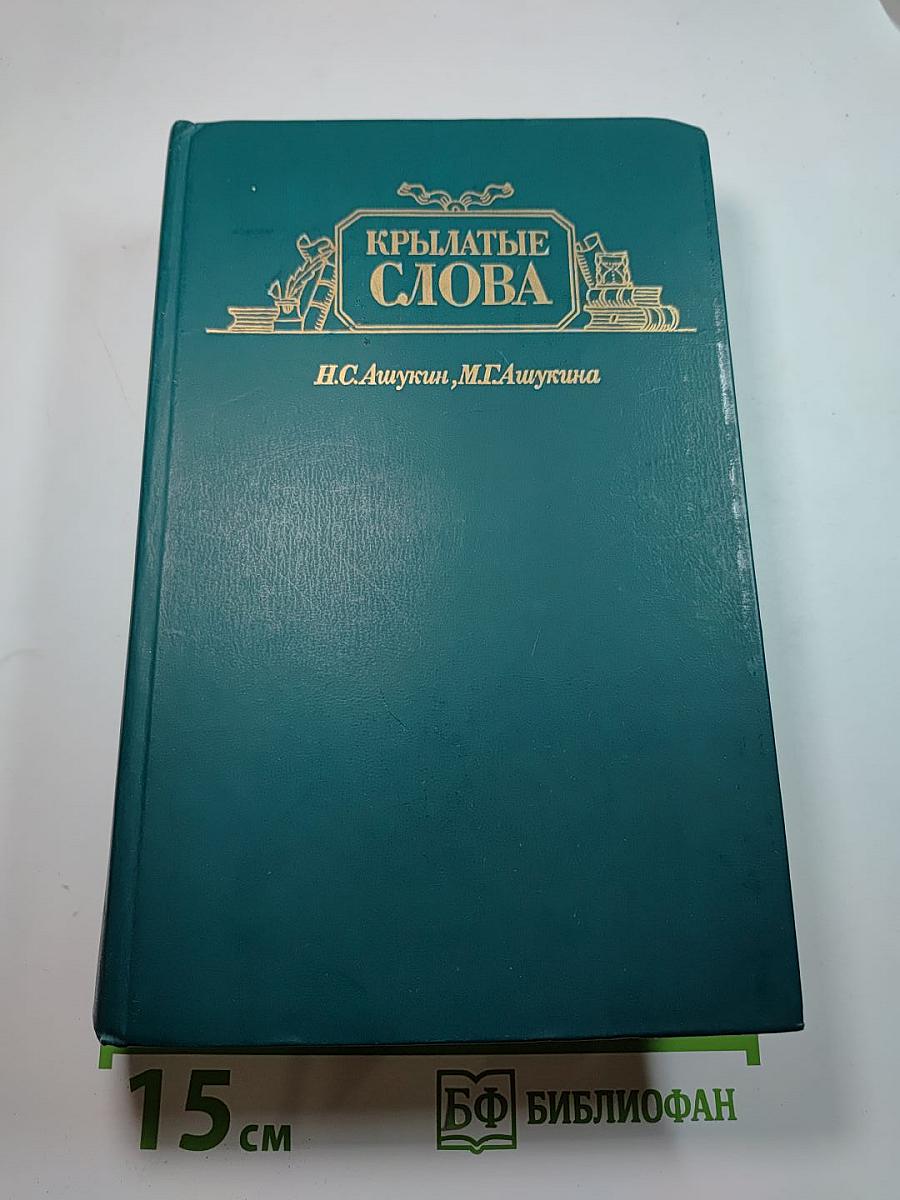 КРЫЛАТЫЕ
СЛОВА
Н.С.Ашукин, М.Г.Ашукина
15 см
БФ БИБЛИОФАН